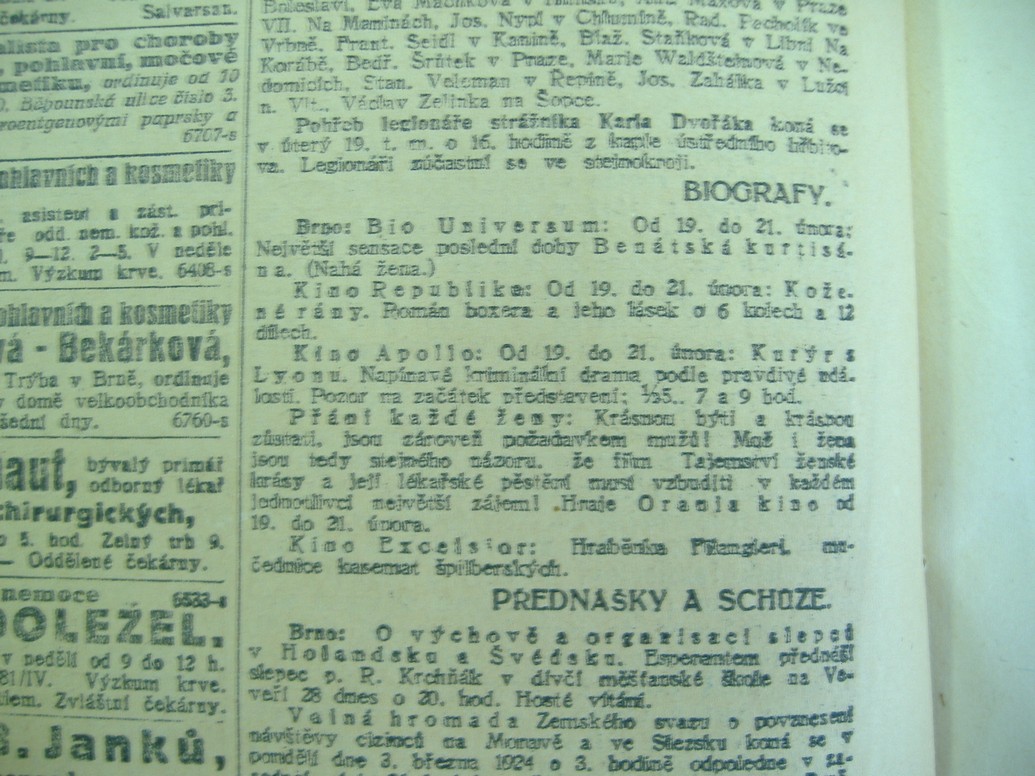 čekárny. Salvarsan.
alista pro choroby
, pohlavní, močové
metiku, ordinuje od 10
Běhounská ulice číslo 3.
roentgenovými paprsky a
6767-s
ohlavních a kosmetiky
asistent a zást. pri-
odd. nem. kož. a pohl.
9—12. 2—5. V neděle
m. Výzkum krve. 6408-s
ohlavních a kosmetiky
vá - Bekárková,
Trýba v Brně, ordinuje
v domě velkoobchodníka
šední dny. 6760-s
bývalý primář
odborný lékař
chirurgických,
5. hod. Zelný trh 9.
— Oddělené čekárny.
nemoce 6533-s
DOLEŽEL.
v neděli od 9 do 12 h.
81/IV. Výzkum krve.
Zvláštní čekárny.
Janků,
Boleslavi, Eva v Praze
VII. Na Maninách, Jos. Nypl v Chlumíně, Rad. Pecholík ve
Vrbně, Frant. Seidl v Kamině, Blaž. Staňková v Libni Na
Korábě, Bedř. Šrůtek v Praze, Marie Waldšteinová v Ne-
domicích, Stan. Veleman v Řepíně, Jos. Zahálka v
n. Vlt., Václav Zelinka na Šopce.
Pohřeb legionáře strážníka Karla Dvořáka koná se
v úterý 19. t. m. o 16. hodině z kaple ústředního hřbito-
va. Legionáři zúčastní se ve stejnokroji.
BIOGRAFY.
Brno: Bio Universum: Od 19. do 21. února:
Největší sensace poslední doby Benátská kurtisá-
na. (Nahá žena.)
Kino Republika: Od 19. do 21. února: Kože-
né rány. Román boxera a jeho lásek o 6 kolech a 12
dílech.
Kino Apollo: Od 19. do 21. února: Kurýr z
Lyonu. Napínavé kriminální drama podle pravdivé udá-
losti. Pozor na začátek představení: ½5., 7 a 9 hod.
Přání každé ženy: Krásnou býti a krásnou
zůstati, jsou zároveň požadavkem mužů! Muž i žena
jsou tedy stejného názoru, že film Tajemství ženské
krásy a její lékařské pěstění musí vzbuditi v každém
jednotlivci největší zájem! Hraje Orania kino od
19. do 21. února.
Kino Excelsior: Hraběnka Filangieri, mu-
čednice kasemat špilberských.
PŘEDNÁŠKY A SCHŮZE.
Brno: O výchově a organisaci slepců
v Holandsku a Švédsku. Esperantem přednáší
slepec p. R. Krchňák v dívčí měšťanské škole na Ve-
veří 28 dnes o 20. hod. Hosté vítáni.
Valná hromada Zemského svazu o povznesení
návštěvy cizinců na Moravě a ve Slezsku koná se v
pondělí dne 3. března 1924 o 3. hodině odpoledne v